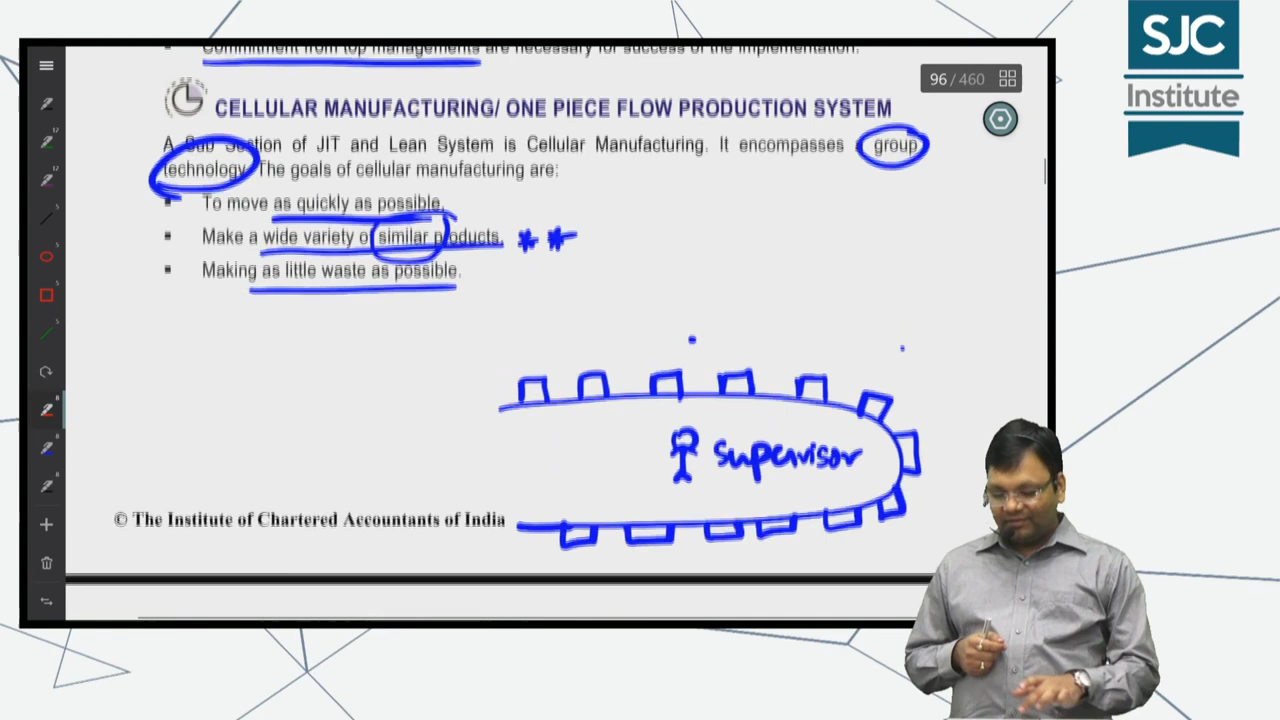 SJC
Institute
Commitment from top managements are necessary for success of the implementation.
96 / 460
CELLULAR MANUFACTURING/ ONE PIECE FLOW PRODUCTION SYSTEM
A Sub Section of JIT and Lean System is Cellular Manufacturing. It encompasses a group
technology. The goals of cellular manufacturing are:
▪ To move as quickly as possible,
▪ Make a wide variety of similar products,
▪ Making as little waste as possible.
supervisor
© The Institute of Chartered Accountants of India